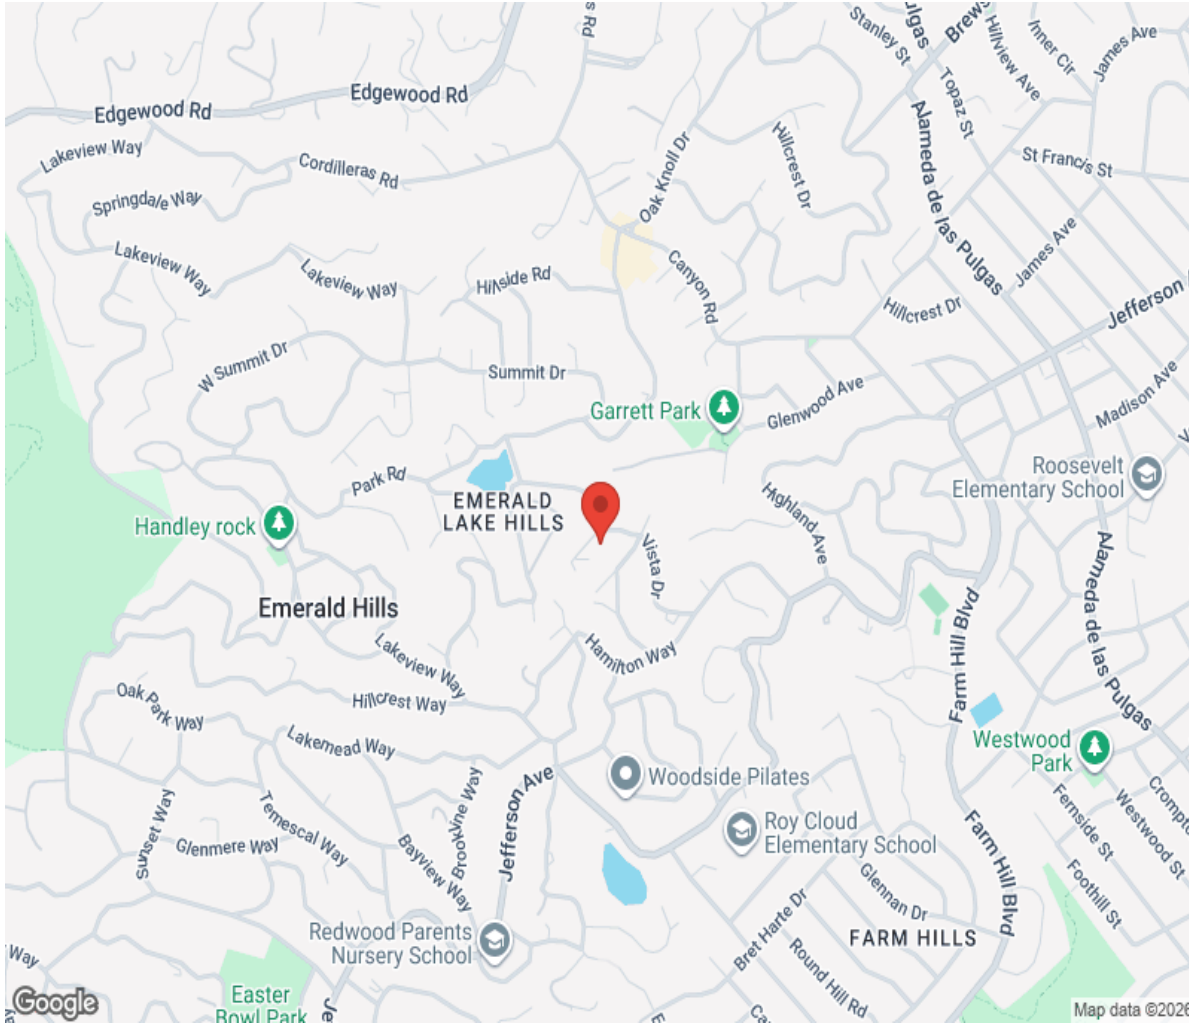 Stanley St
Pulgas
Brews
Hillview Ave
Inner Cir
James Ave
s Rd
Edgewood Rd
Edgewood Rd
Topaz St
Lakeview Way
Cordilleras Rd
Oak Knoll Dr
Hillcrest Dr
Alameda de las Pulgas
St Francis St
Springdale Way
James Ave
Lakeview Way
Lakeview Way
Hillside Rd
Canyon Rd
Hillcrest Dr
Jefferson
W Summit Dr
Summit Dr
Garrett Park
Glenwood Ave
Madison Ave
V
Park Rd
Roosevelt
Elementary School
EMERALD
LAKE HILLS
Highland Ave
Handley rock
Vista Dr
Alameda de las Pulgas
Emerald Hills
Farm Hill Blvd
Lakeview Way
Hamilton Way
Oak Park Way
Hillcrest Way
Lakemead Way
Westwood
Park
Jefferson Ave
Woodside Pilates
Brookline Way
Crompto
Sunset Way
Temescal Way
Glenmere Way
Bayview Way
Roy Cloud
Elementary School
Farm Hill Blvd
Fernside St
Westwood St
Foothill St
Glennan Dr
Redwood Parents
Nursery School
Bret Harte Dr
FARM HILLS
Round Hill Rd
Way
Easter
Bowl Park
Je
E
Ca
Google
Map data ©2026